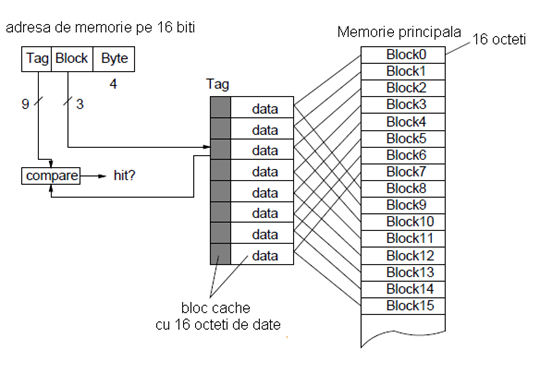 adresa de memorie pe 16 biti
Tag Block Byte
4
9 3
compare hit?
Tag
data
data
data
data
data
data
data
data
bloc cache
cu 16 octeti de date
Memorie principala
16 octeti
Block0
Block1
Block2
Block3
Block4
Block5
Block6
Block7
Block8
Block9
Block10
Block11
Block12
Block13
Block14
Block15